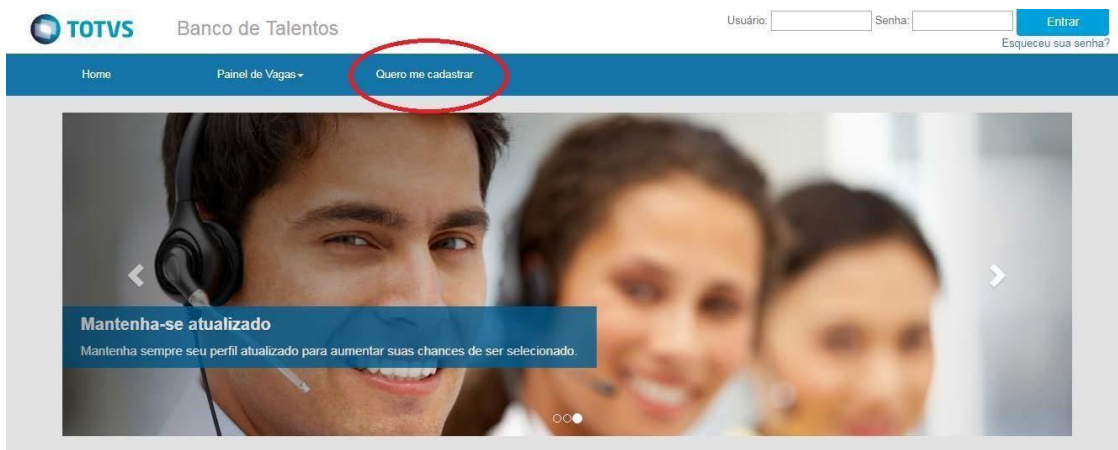 TOTVS Banco de Talentos Usuário: Senha: Entrar
Esqueceu sua senha?
Home Painel de Vagas Quero me cadastrar
Mantenha-se atualizado
Mantenha sempre seu perfil atualizado para aumentar suas chances de ser selecionado.